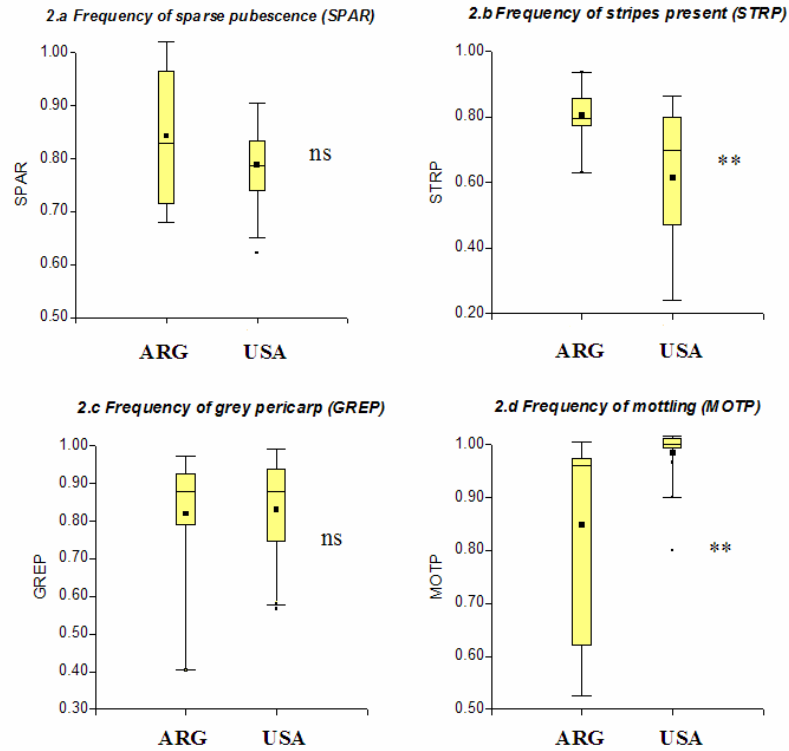 2.a Frequency of sparse pubescence (SPAR)
1.00
0.90
0.80
0.70
0.60
0.50
SPAR
ns
ARG USA
2.b Frequency of stripes present (STRP)
1.00
0.80
0.60
0.40
0.20
STRP
**
ARG USA
2.c Frequency of grey pericarp (GREP)
1.00
0.90
0.80
0.70
0.60
0.50
0.40
0.30
GREP
ns
ARG USA
2.d Frequency of mottling (MOTP)
1.00
0.90
0.80
0.70
0.60
0.50
MOTP
**
ARG USA